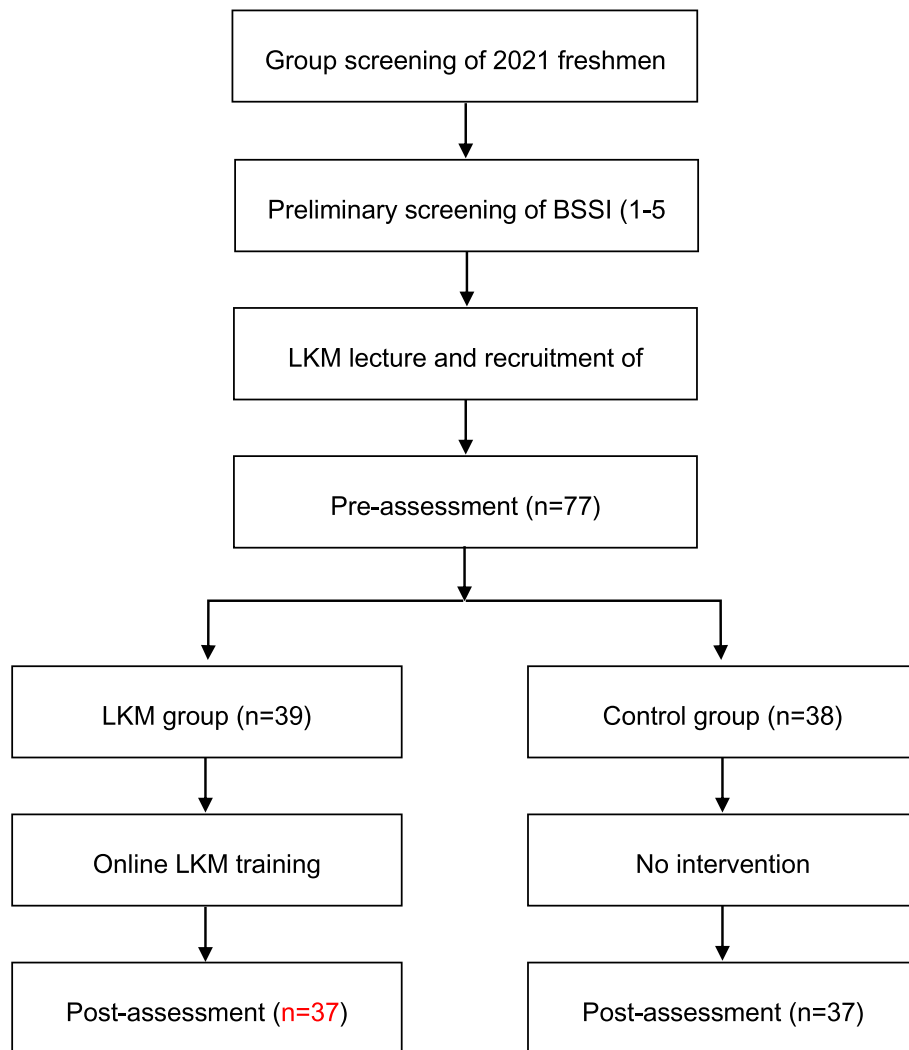 Group screening of 2021 freshmen
Preliminary screening of BSSI (1-5
LKM lecture and recruitment of
Pre-assessment (n=77)
LKM group (n=39)
Control group (n=38)
Online LKM training
No intervention
Post-assessment (n=37)
Post-assessment (n=37)